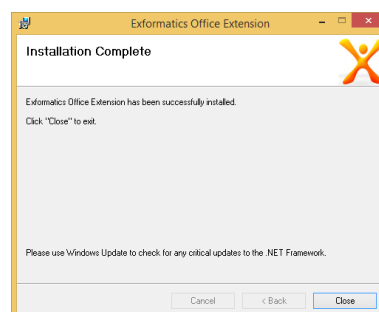 Exformatics Office Extension
Installation Complete
Exformatics Office Extension has been successfully installed.
Click "Close" to exit.
Please use Windows Update to check for any critical updates to the .NET Framework.
Cancel
< Back
Close